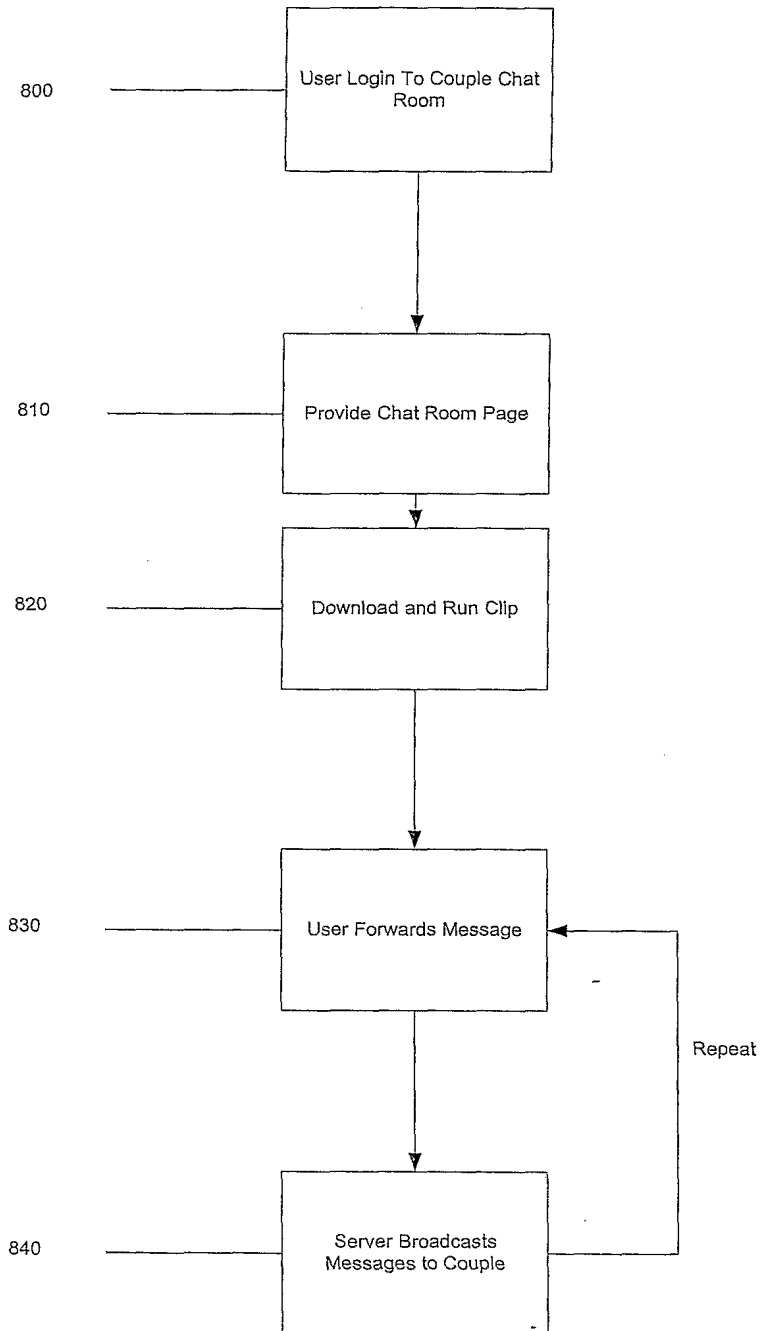 800
User Login To Couple Chat
Room
810
Provide Chat Room Page
820
Download and Run Clip
830
User Forwards Message
Repeat
840
Server Broadcasts
Messages to Couple